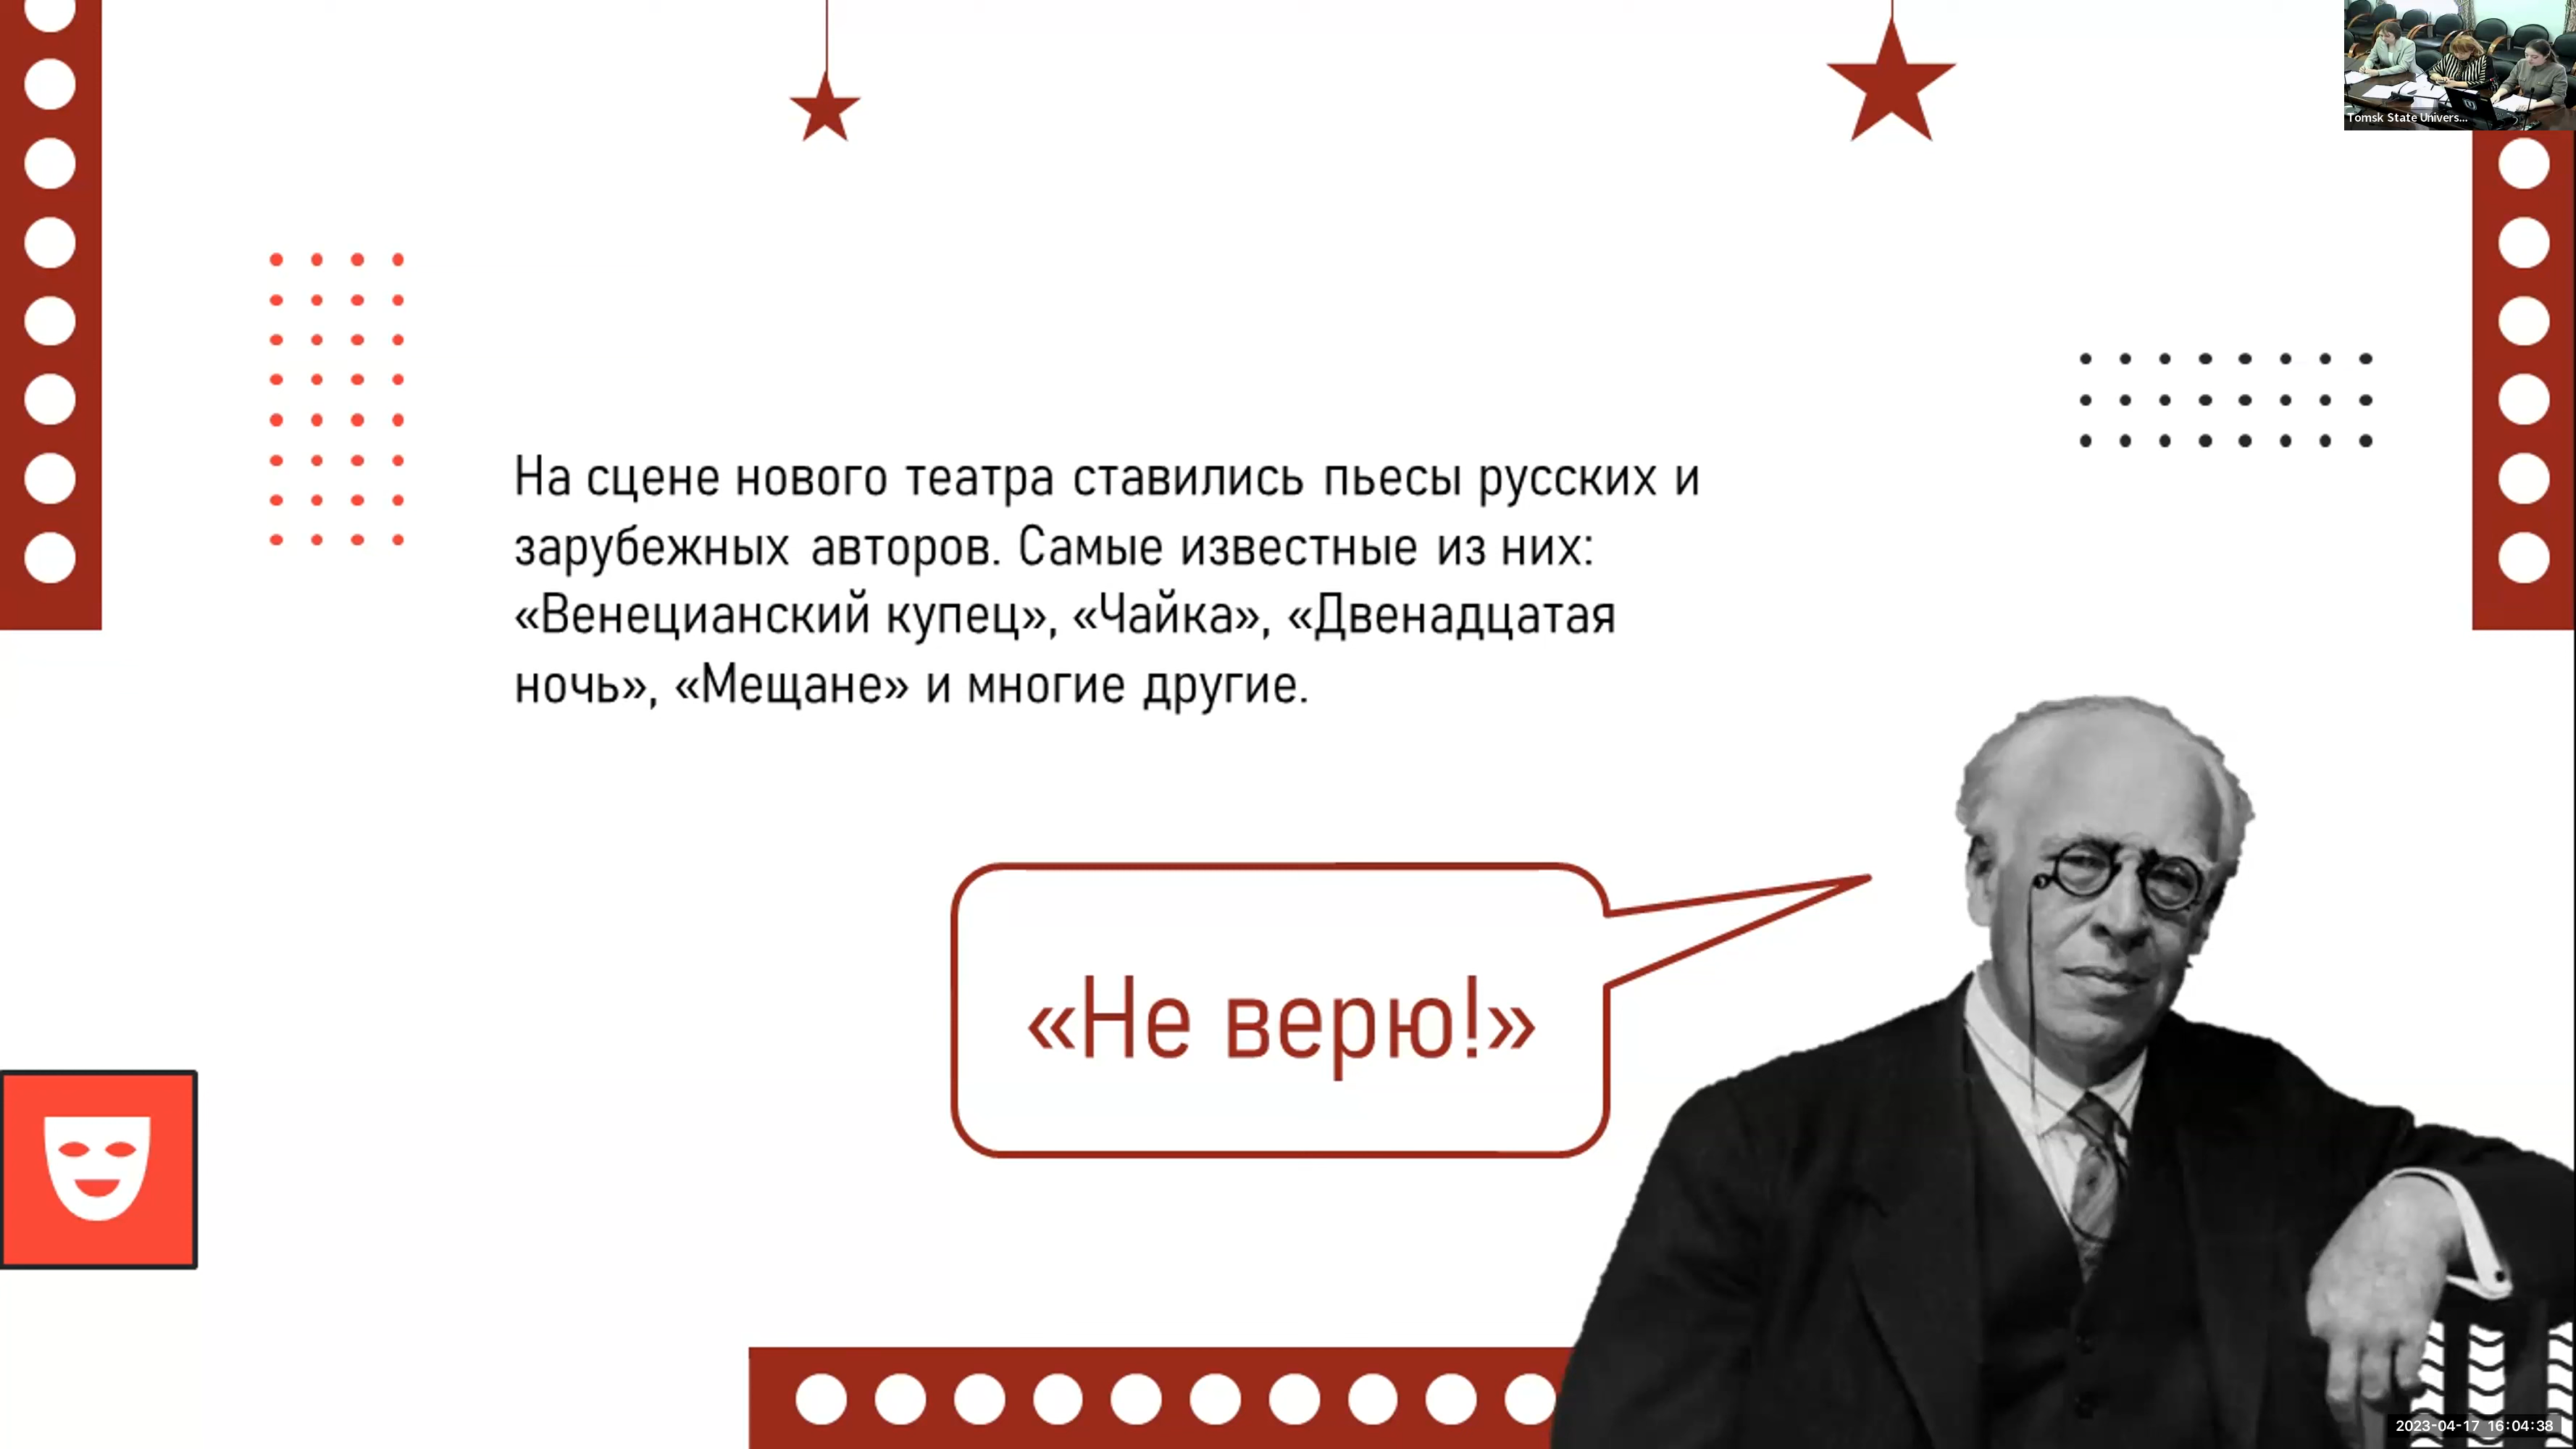 Tomsk State Univers...
На сцене нового театра ставились пьесы русских и
зарубежных авторов. Самые известные из них:
«Венецианский купец», «Чайка», «Двенадцатая
ночь», «Мещане» и многие другие.
«Не верю!»
2023-04-17 16:04:38